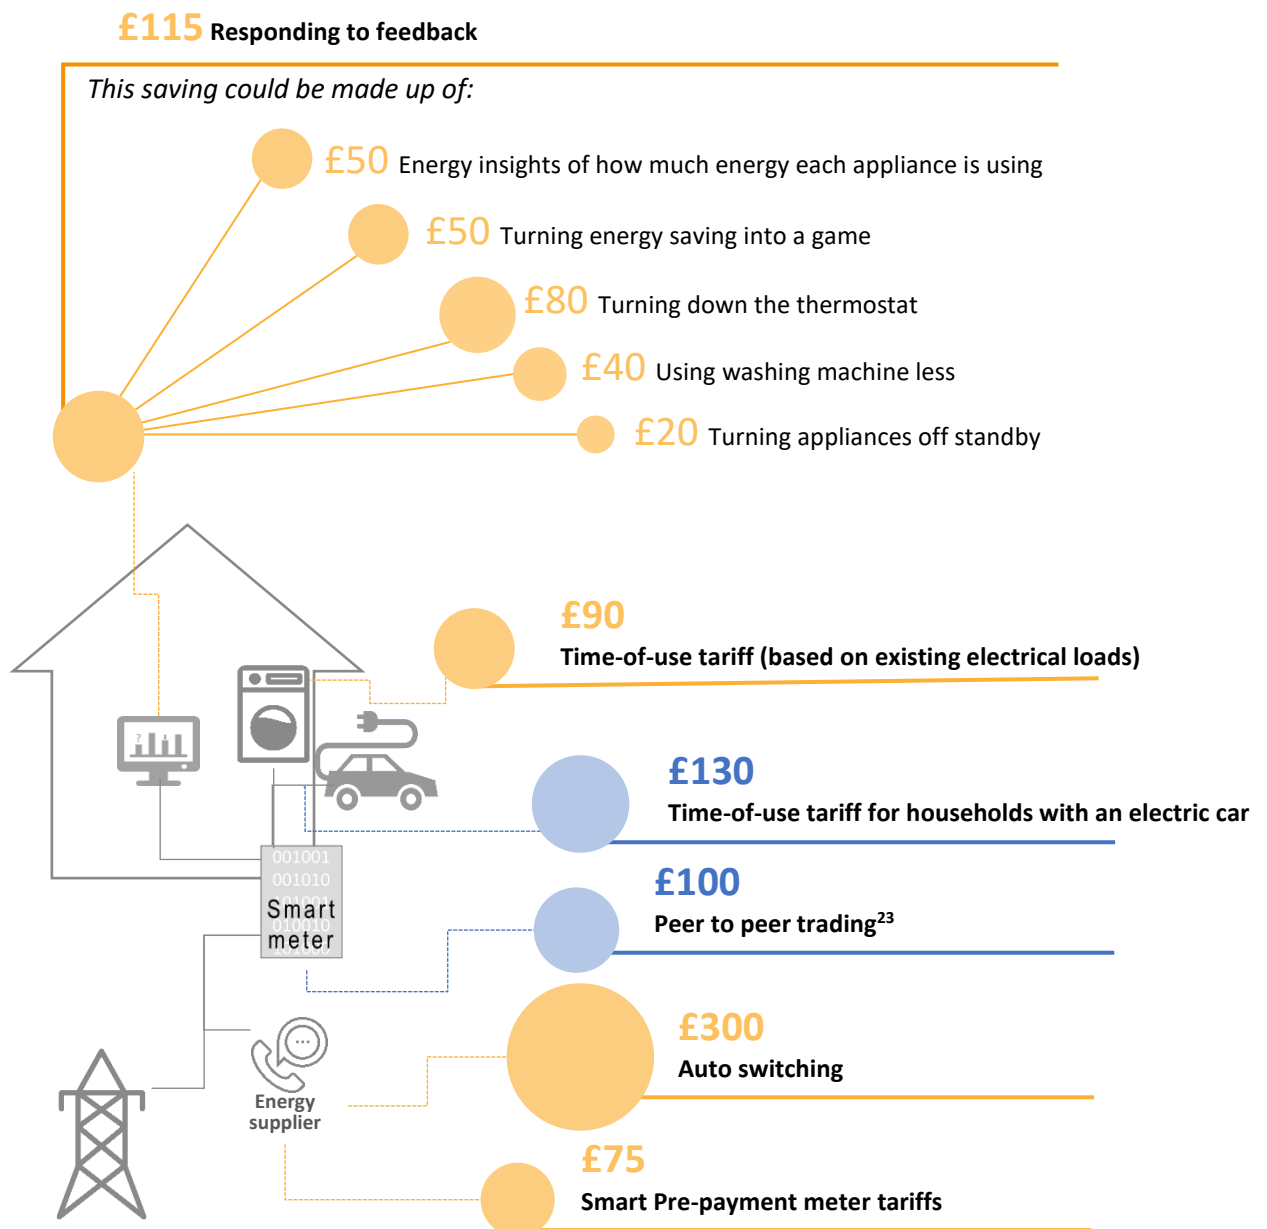 £115 Responding to feedback
This saving could be made up of:
£50 Energy insights of how much energy each appliance is using
£50 Turning energy saving into a game
£80 Turning down the thermostat
£40 Using washing machine less
£20 Turning appliances off standby
£90
Time-of-use tariff (based on existing electrical loads)
?
£130
Time-of-use tariff for households with an electric car
001001
001010
Smart
010010
meter
£100
Peer to peer trading²³
£300
Auto switching
Energy
supplier
£75
Smart Pre-payment meter tariffs